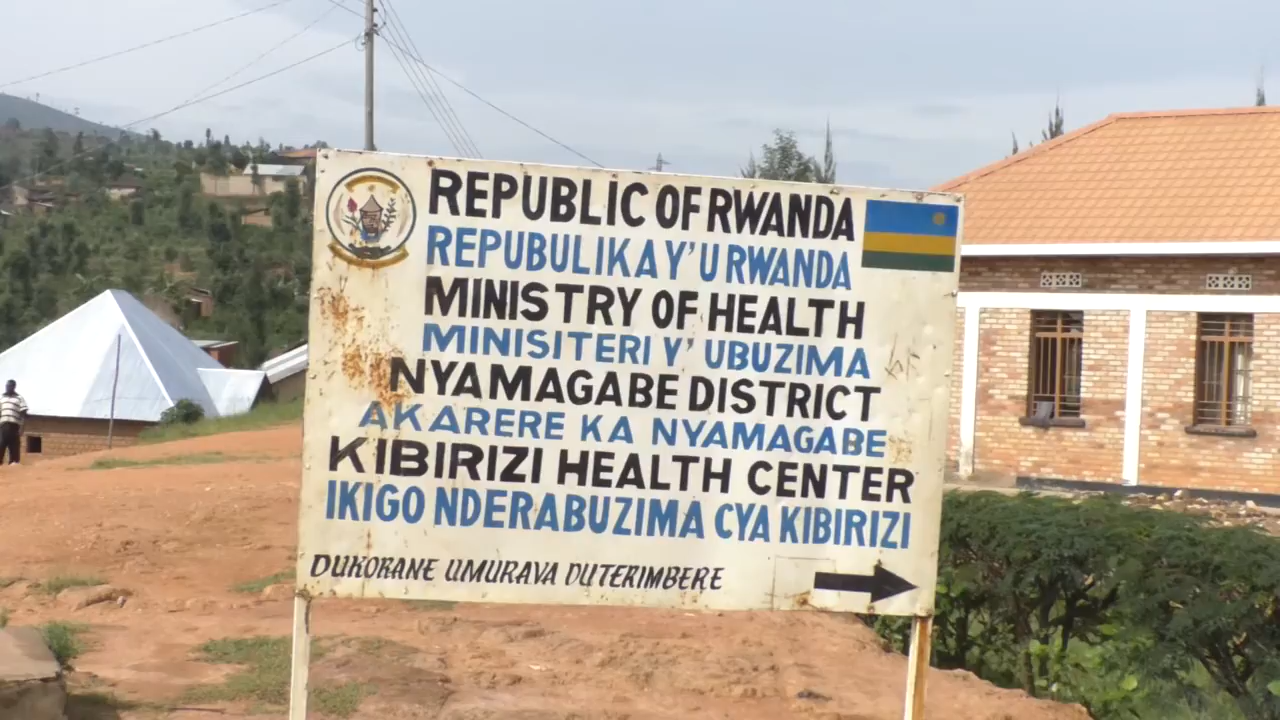 REPUBLIC OF RWANDA
REPUBULIKA Y'U RWANDA
MINISTRY OF HEALTH
MINISITERI Y' UBUZIMA
NYAMAGABE DISTRICT
AKARERE KA NYAMAGABE
KIBIRIZI HEALTH CENTER
IKIGO NDERABUZIMA CYA KIBIRIZI
DUKORANE UMURAVA DUTERIMBERE